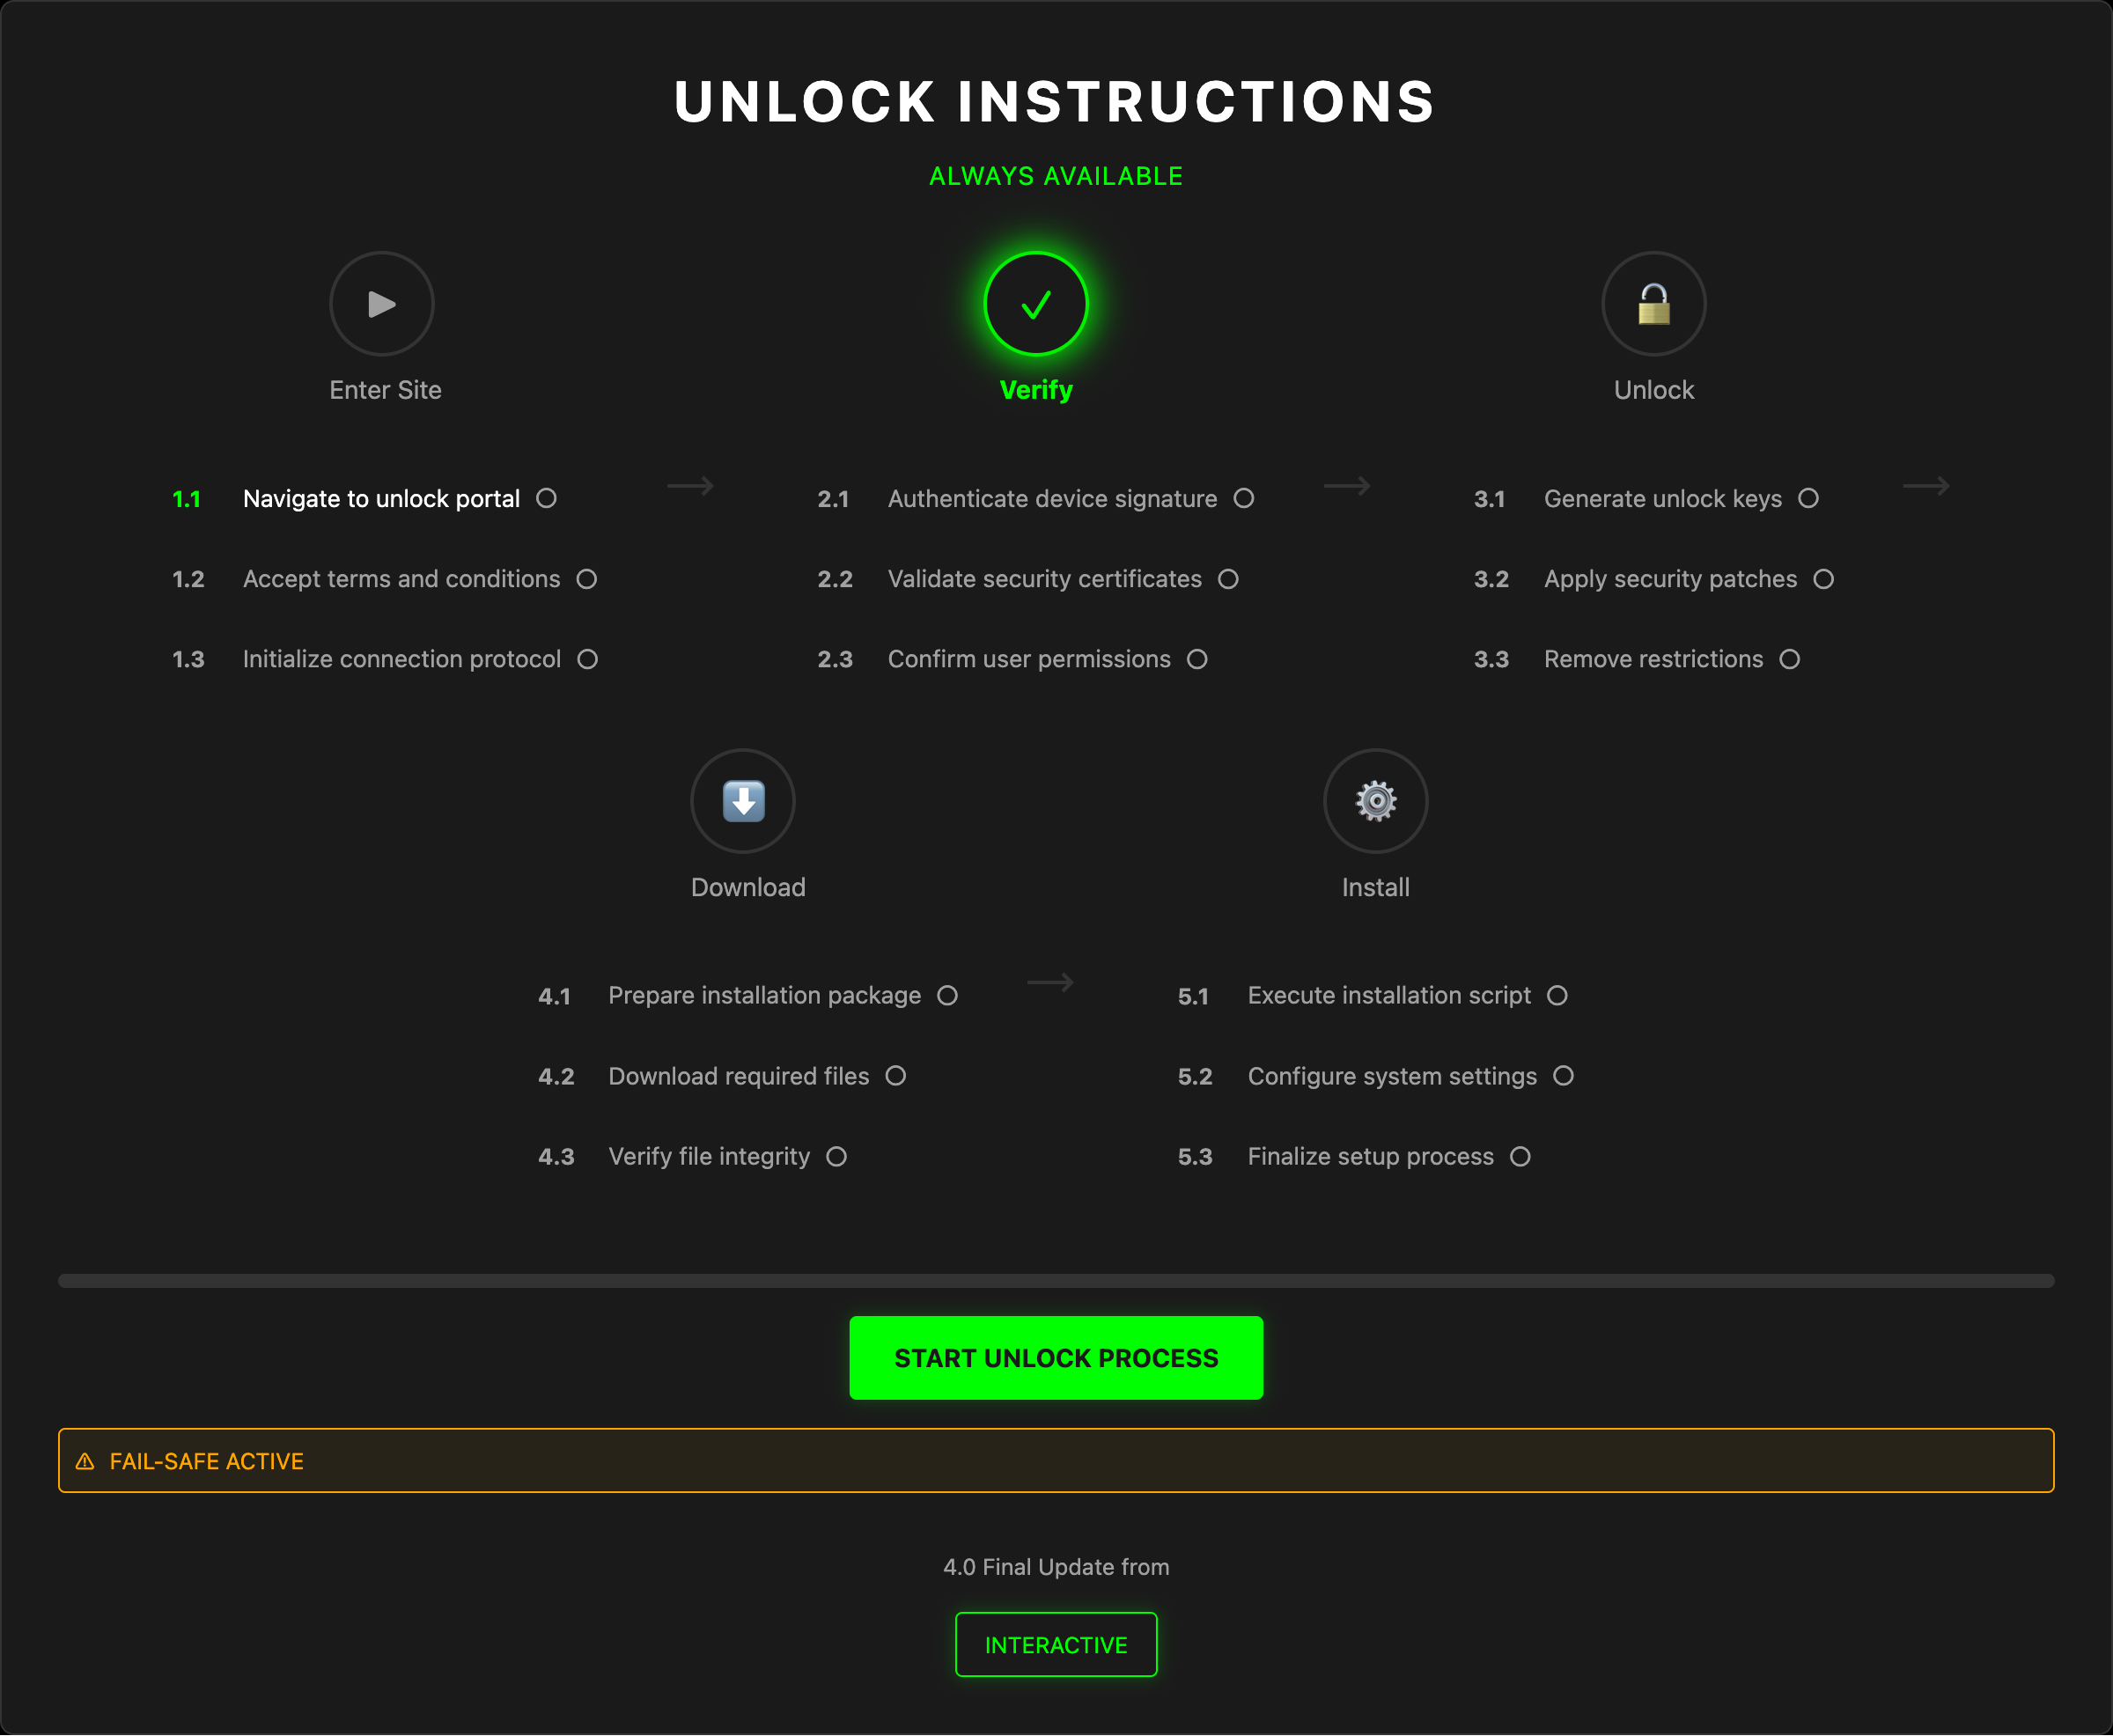 UNLOCK INSTRUCTIONS
ALWAYS AVAILABLE
Enter Site
1.1 Navigate to unlock portal
1.2 Accept terms and conditions
1.3 Initialize connection protocol
Verify
2.1 Authenticate device signature
2.2 Validate security certificates
2.3 Confirm user permissions
Unlock
3.1 Generate unlock keys
3.2 Apply security patches
3.3 Remove restrictions
Download
4.1 Prepare installation package
4.2 Download required files
4.3 Verify file integrity
Install
5.1 Execute installation script
5.2 Configure system settings
5.3 Finalize setup process
START UNLOCK PROCESS
⚠ FAIL-SAFE ACTIVE
4.0 Final Update from
INTERACTIVE